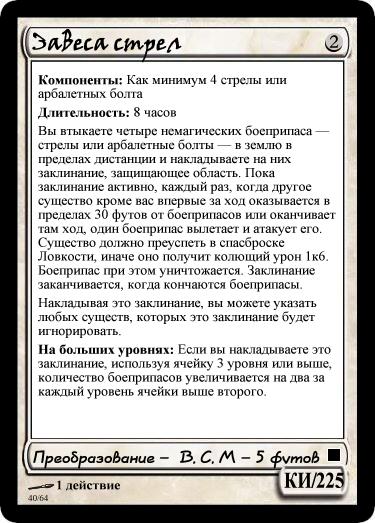 Завеса стрел
2
Компоненты: Как минимум 4 стрелы или
арбалетных болта
Длительность: 8 часов
Вы втыкаете четыре немагических боеприпаса —
стрелы или арбалетные болты — в землю в
пределах дистанции и накладываете на них
заклинание, защищающее область. Пока
заклинание активно, каждый раз, когда другое
существо кроме вас впервые за ход оказывается в
пределах 30 футов от боеприпасов или оканчивает
там ход, один боеприпас вылетает и атакует его.
Существо должно преуспеть в спасброске
Ловкости, иначе оно получит колющий урон 1к6.
Боеприпас при этом уничтожается. Заклинание
заканчивается, когда кончаются боеприпасы.
Накладывая это заклинание, вы можете указать
любых существ, которых это заклинание будет
игнорировать.
На больших уровнях: Если вы накладываете это
заклинание, используя ячейку 3 уровня или выше,
количество боеприпасов увеличивается на два за
каждый уровень ячейки выше второго.
Преобразование – В, С, М – 5 футов
КИ/225
1 действие
40/64